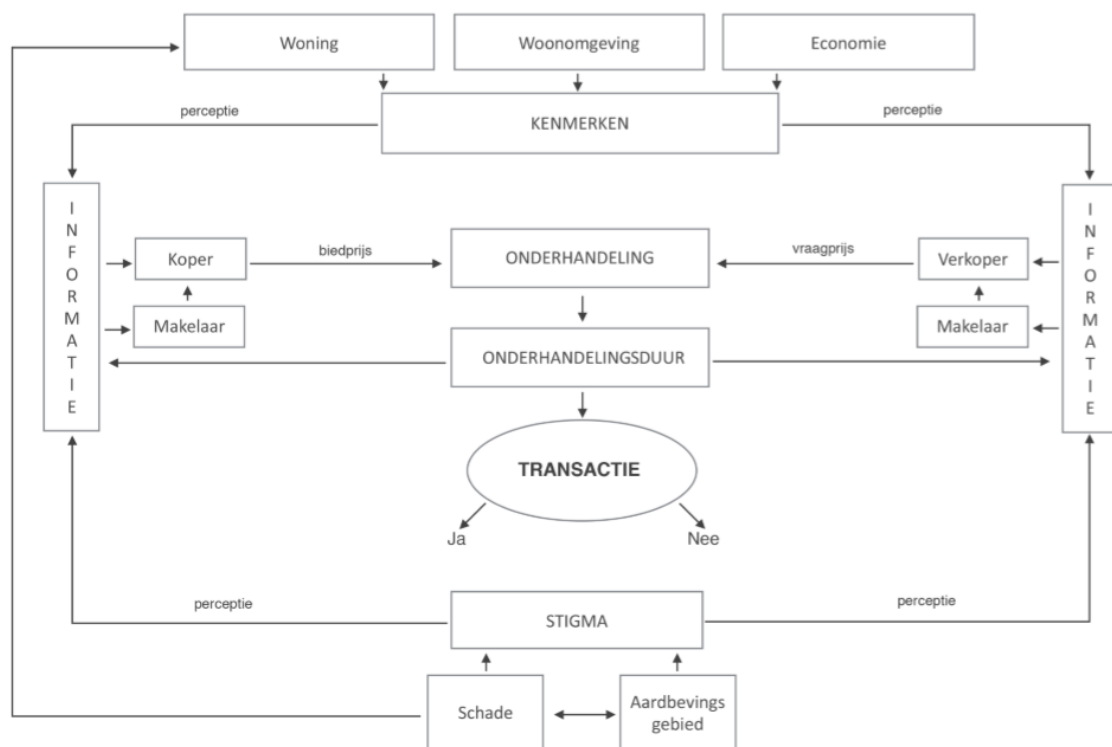 Woning
Woonomgeving
Economie
perceptie
KENMERKEN
perceptie
INFORMATIE
Koper
biedprijs
ONDERHANDELING
vraagprijs
Verkoper
INFORMATIE
Makelaar
Makelaar
ONDERHANDELINGSDUUR
TRANSACTIE
Ja
Nee
perceptie
STIGMA
perceptie
Schade
Aardbevings
gebied